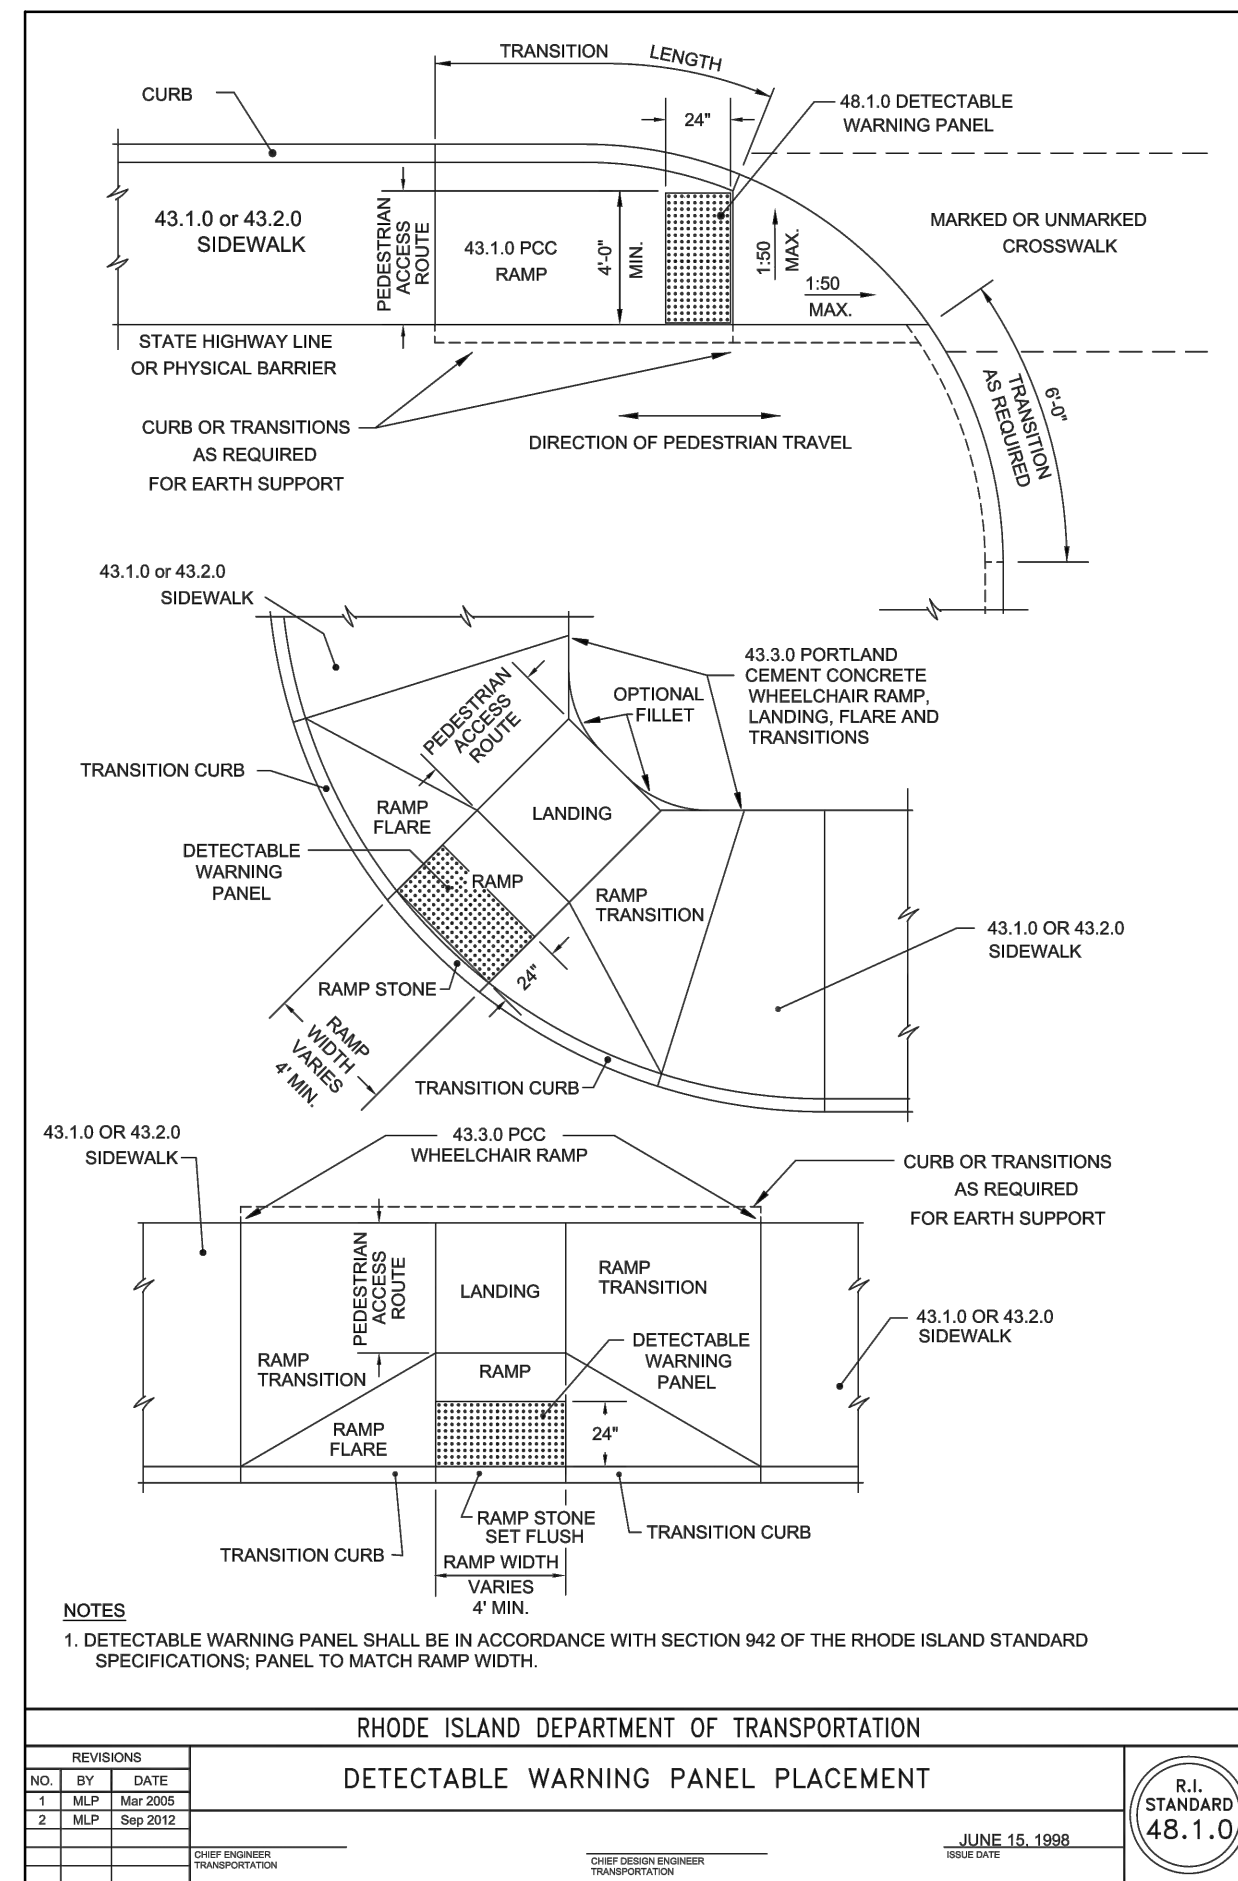 TRANSITION LENGTH
CURB
24"
48.1.0 DETECTABLE
WARNING PANEL
43.1.0 or 43.2.0
SIDEWALK
PEDESTRIAN
ACCESS
ROUTE
43.1.0 PCC
RAMP
4'-0"
MIN.
1:50
MAX.
1:50
MAX.
MARKED OR UNMARKED
CROSSWALK
STATE HIGHWAY LINE
OR PHYSICAL BARRIER
6'-0"
TRANSITION
AS REQUIRED
CURB OR TRANSITIONS
AS REQUIRED
FOR EARTH SUPPORT
DIRECTION OF PEDESTRIAN TRAVEL
43.1.0 or 43.2.0
SIDEWALK
PEDESTRIAN
ACCESS
ROUTE
OPTIONAL
FILLET
43.3.0 PORTLAND
CEMENT CONCRETE
WHEELCHAIR RAMP,
LANDING, FLARE AND
TRANSITIONS
TRANSITION CURB
RAMP
FLARE
LANDING
DETECTABLE
WARNING
PANEL
RAMP
RAMP
TRANSITION
43.1.0 OR 43.2.0
SIDEWALK
24"
RAMP STONE
RAMP
WIDTH
VARIES
4' MIN.
TRANSITION CURB
43.1.0 OR 43.2.0
SIDEWALK
43.3.0 PCC
WHEELCHAIR RAMP
CURB OR TRANSITIONS
AS REQUIRED
FOR EARTH SUPPORT
PEDESTRIAN
ACCESS
ROUTE
LANDING
RAMP
TRANSITION
43.1.0 OR 43.2.0
SIDEWALK
RAMP
TRANSITION
RAMP
DETECTABLE
WARNING
PANEL
RAMP
FLARE
24"
RAMP STONE
SET FLUSH
TRANSITION CURB
TRANSITION CURB
RAMP WIDTH
VARIES
4' MIN.
NOTES
1. DETECTABLE WARNING PANEL SHALL BE IN ACCORDANCE WITH SECTION 942 OF THE RHODE ISLAND STANDARD
SPECIFICATIONS; PANEL TO MATCH RAMP WIDTH.
RHODE ISLAND DEPARTMENT OF TRANSPORTATION
REVISIONS
NO. BY DATE
1 MLP Mar 2005
2 MLP Sep 2012
DETECTABLE WARNING PANEL PLACEMENT
CHIEF ENGINEER
TRANSPORTATION
CHIEF DESIGN ENGINEER
TRANSPORTATION
JUNE 15, 1998
ISSUE DATE
R.I.
STANDARD
48.1.0